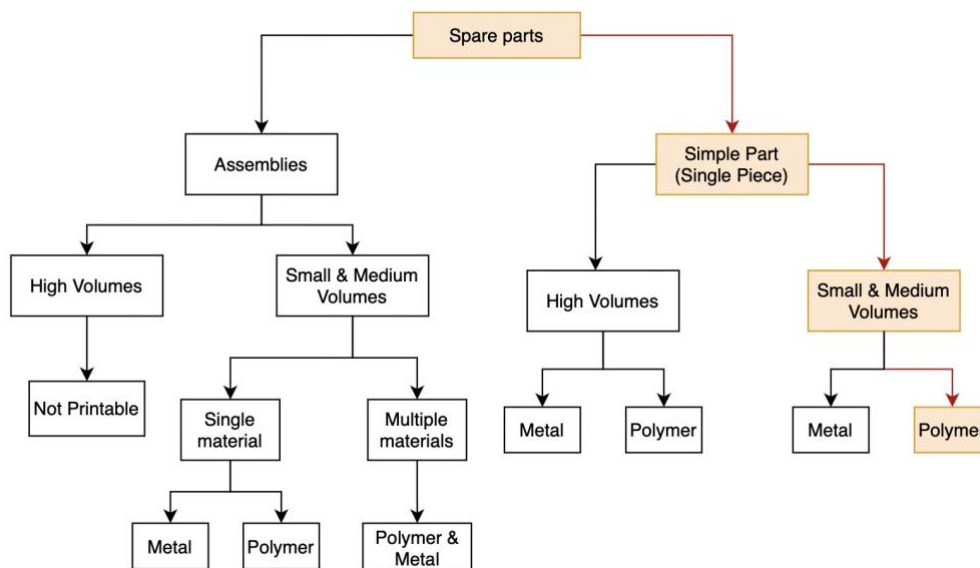 Spare parts
Assemblies
Simple Part
(Single Piece)
High Volumes
Small & Medium
Volumes
High Volumes
Small & Medium
Volumes
Not Printable
Single
material
Multiple
materials
Metal
Polymer
Metal
Polymer
Metal
Polymer
Polymer &
Metal